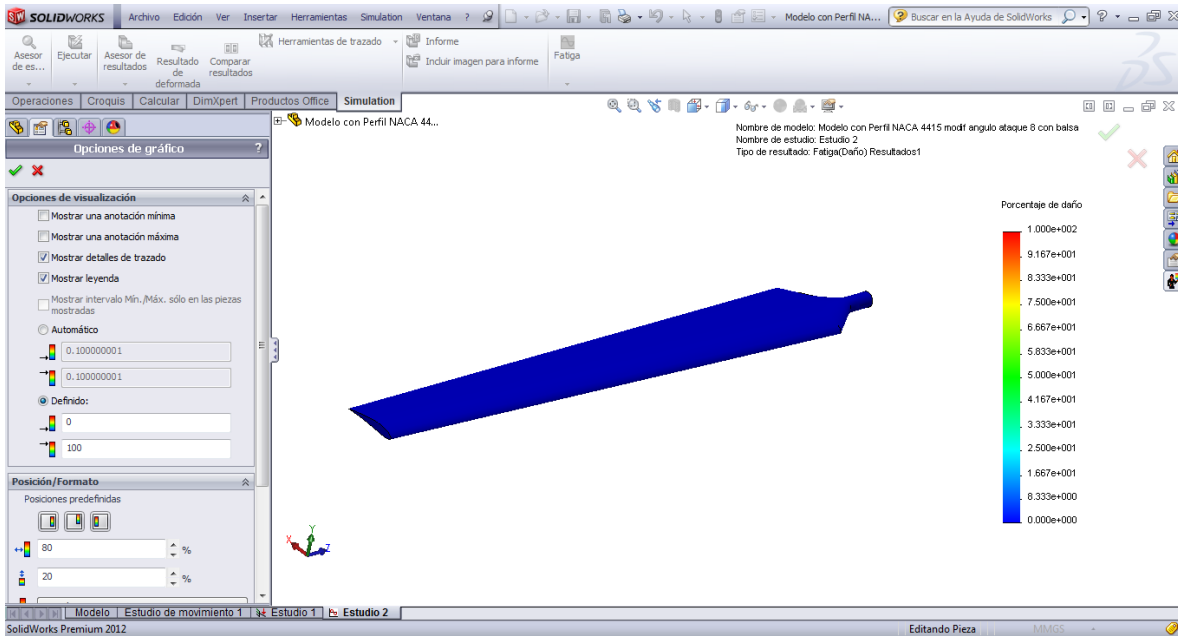 SOLIDWORKS Archivo Edición Ver Insertar Herramientas Simulation Ventana ? Modelo con Perfil NA... Buscar en la Ayuda de SolidWorks ?
Asesor de es...
Ejecutar
Asesor de resultados
Resultado de deformada
Comparar resultados
Herramientas de trazado
Informe
Incluir imagen para informe
Fatiga
Operaciones Croquis Calcular DimXpert Productos Office Simulation
Modelo con Perfil NACA 44...
Opciones de gráfico ?
Opciones de visualización
Mostrar una anotación mínima
Mostrar una anotación máxima
Mostrar detalles de trazado
Mostrar leyenda
Mostrar intervalo Mín./Máx. sólo en las piezas
mostradas
Automático
0.100000001
0.100000001
Definido:
0
100
Posición/Formato
Posiciones predefinidas
80 %
20 %
Nombre de modelo: Modelo con Perfil NACA 4415 modif angulo ataque 8 con balsa
Nombre de estudio: Estudio 2
Tipo de resultado: Fatiga(Daño) Resultados1
Porcentaje de daño
1.000e+002
9.167e+001
8.333e+001
7.500e+001
6.667e+001
5.833e+001
5.000e+001
4.167e+001
3.333e+001
2.500e+001
1.667e+001
8.333e+000
0.000e+000
X Y Z
Modelo Estudio de movimiento 1 Estudio 1 Estudio 2
SolidWorks Premium 2012 Editando Pieza MMGS